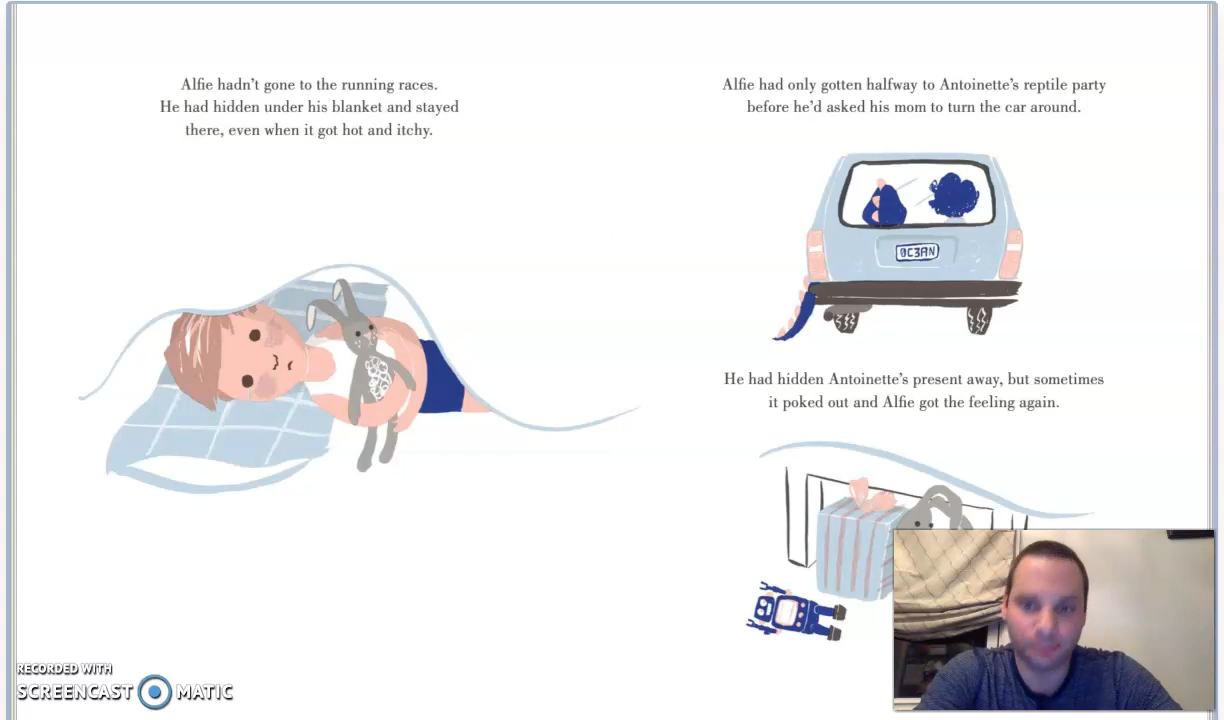 Alfie hadn't gone to the running races.
He had hidden under his blanket and stayed
there, even when it got hot and itchy.
Alfie had only gotten halfway to Antoinette's reptile party
before he'd asked his mom to turn the car around.
0C3AN
He had hidden Antoinette's present away, but sometimes
it poked out and Alfie got the feeling again.
RECORDED WITH
SCREENCAST MATIC